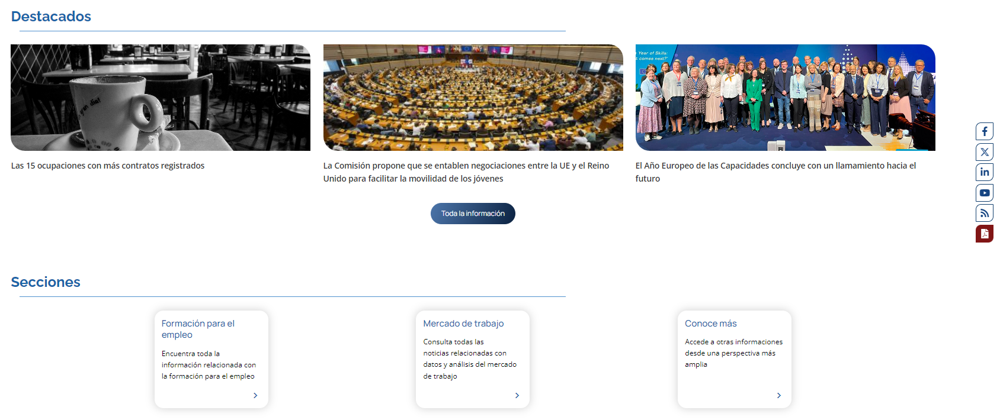 Destacados
gran día!
Year of Skills:
t comes next?'
Las 15 ocupaciones con más contratos registrados
La Comisión propone que se entablen negociaciones entre la UE y el Reino
Unido para facilitar la movilidad de los jóvenes
El Año Europeo de las Capacidades concluye con un llamamiento hacia el
futuro
Toda la información
Secciones
Formación para el
empleo
Encuentra toda la
información relacionada con
la formación para el empleo
Mercado de trabajo
Consulta todas las
noticias relacionadas con
datos y análisis del mercado
de trabajo
Conoce más
Accede a otras informaciones
desde una perspectiva más
amplia